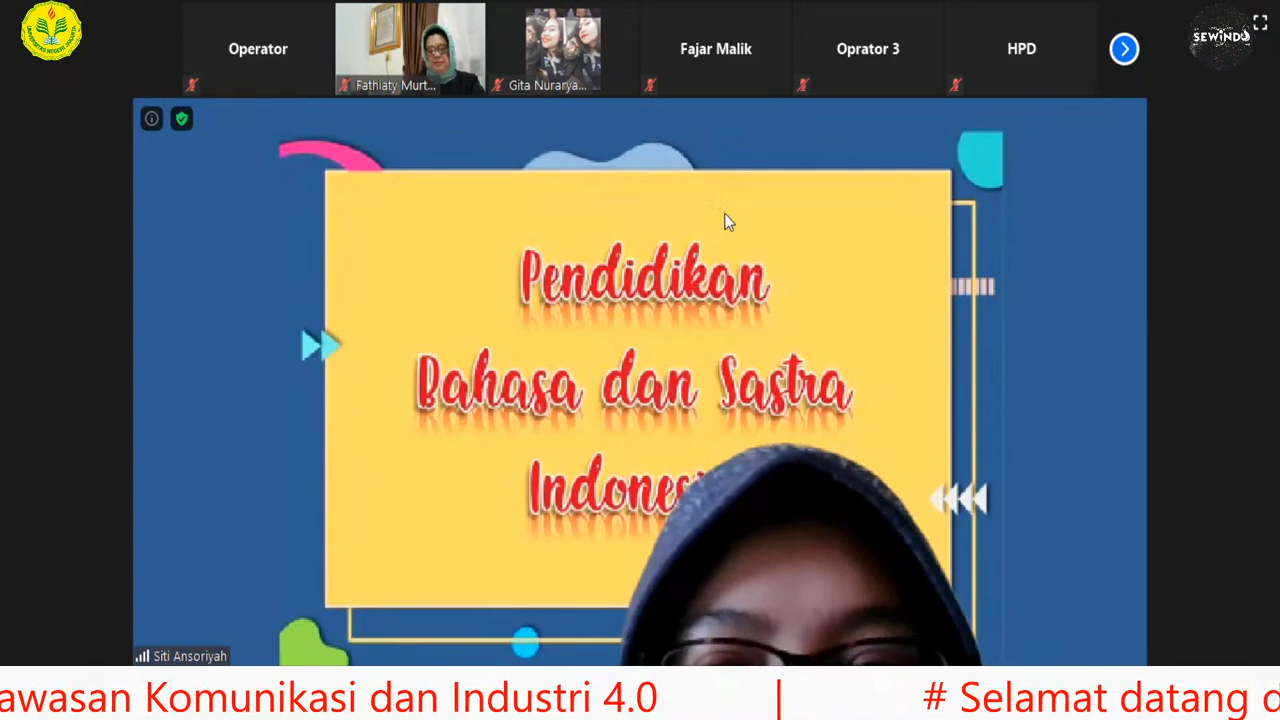 SEWINDU
Operator
Fathiaty Murt...
Gita Nurarya...
Fajar Malik
Oprator 3
HPD
Pendidikan
Bahasa dan Sastra
Siti Ansoriyah
awasan Komunikasi dan Industri 4.0 | # Selamat datang d